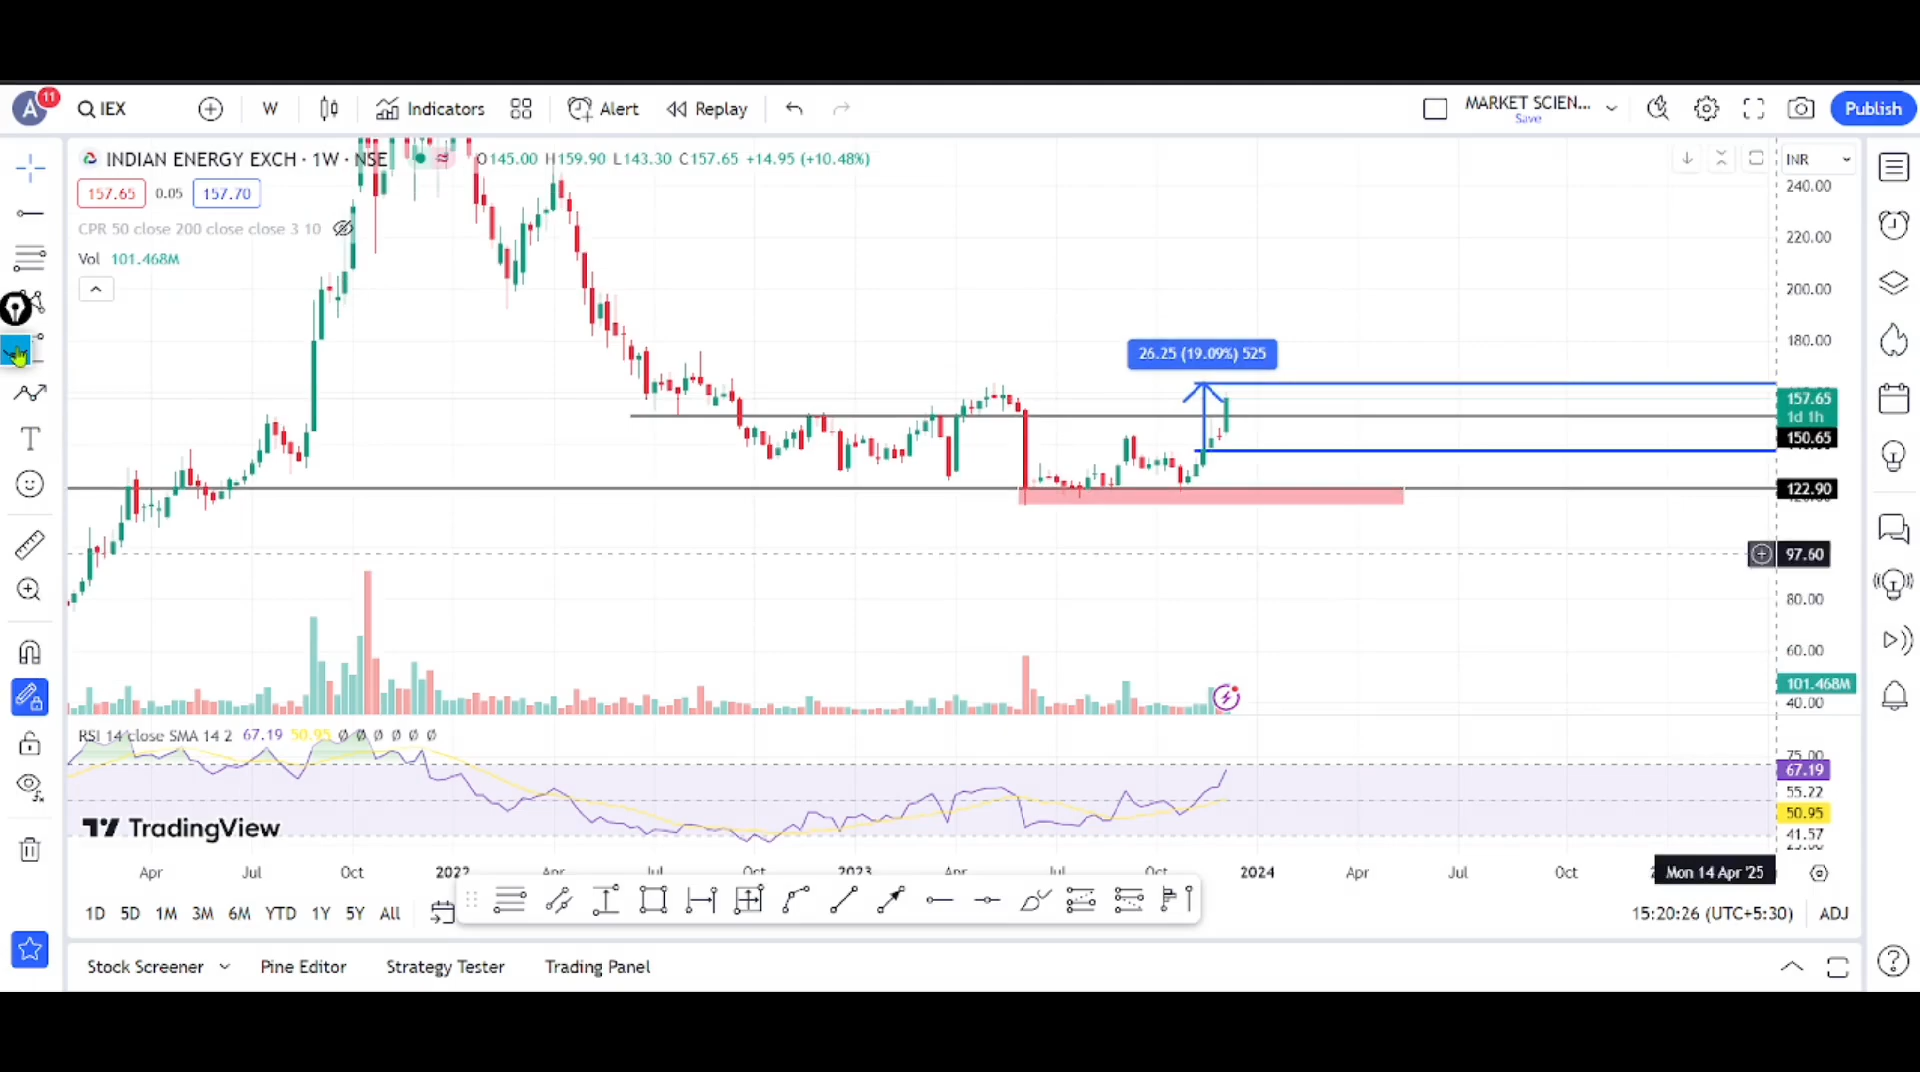 A 11 IEX W Indicators Alert Replay MARKET SCIEN... Save Publish
INDIAN ENERGY EXCH · 1W · NSE O145.00 H159.90 L143.30 C157.65 +14.95 (+10.48%) INR
240.00
157.65 0.05 157.70
CPR 50 close 200 close close 3 10
220.00
Vol 101.468M
200.00
180.00
26.25 (19.09%) 525
157.65
1d 1h
150.65
122.90
97.60
80.00
60.00
101.468M
40.00
RSI 14 close SMA 14 2 67.19 50.95 Ø Ø Ø Ø Ø Ø
75.00
67.19
55.22
50.95
41.57
TradingView
Apr Jul Oct 2022 Apr Jul Oct 2023 Apr Jul Oct 2024 Apr Jul Oct Mon 14 Apr '25
1D 5D 1M 3M 6M YTD 1Y 5Y All 15:20:26 (UTC+5:30) ADJ
Stock Screener Pine Editor Strategy Tester Trading Panel